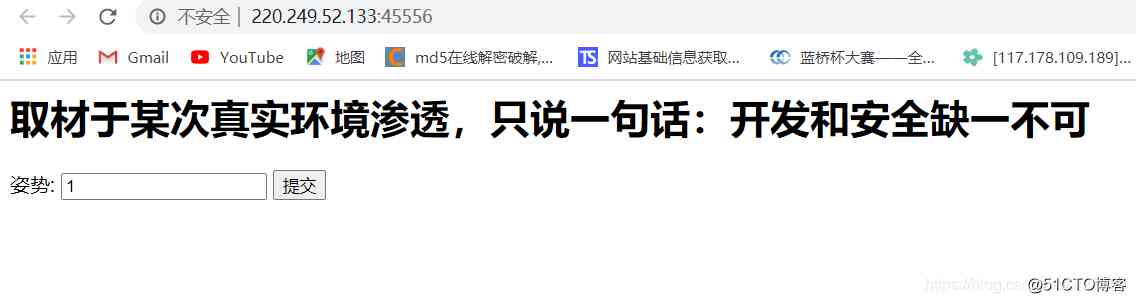 不安全 | 220.249.52.133:45556
应用 Gmail YouTube 地图 md5在线解密破解,... TS 网站基础信息获取... 蓝桥杯大赛——全... [117.178.109.189]...
取材于某次真实环境渗透，只说一句话：开发和安全缺一不可
姿势: 1 提交
@51CTO博客